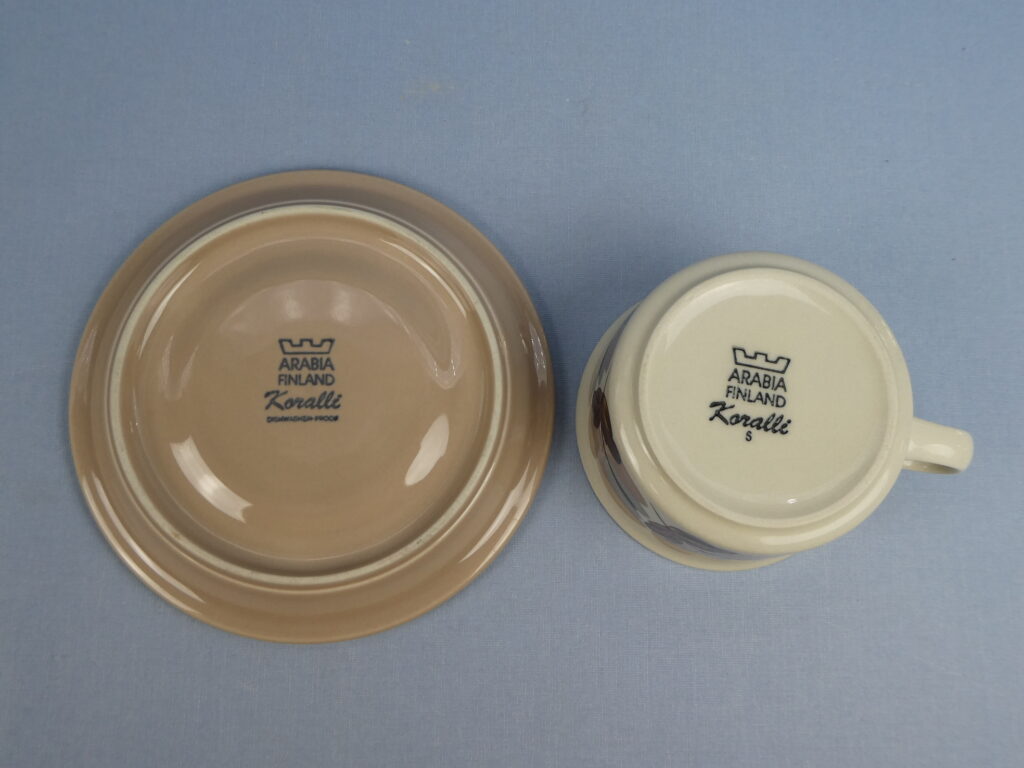 ARABIA
FINLAND
Koralli
DISHWASHER-PROOF
ARABIA
FINLAND
Koralli
S